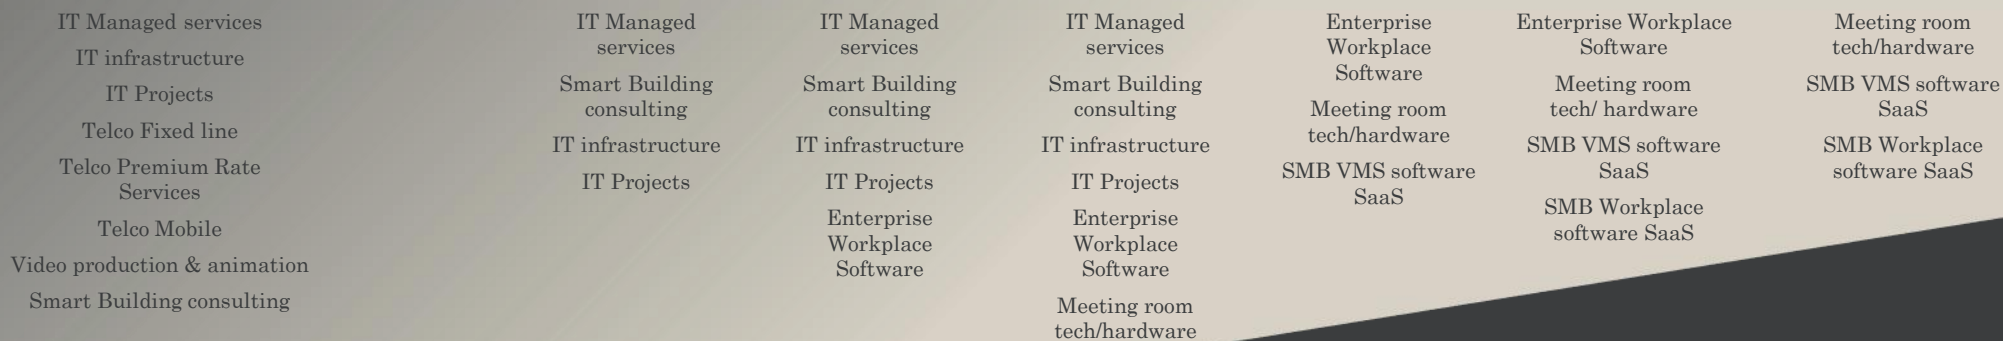 IT Managed services
IT infrastructure
IT Projects
Telco Fixed line
Telco Premium Rate
Services
Telco Mobile
Video production & animation
Smart Building consulting
IT Managed
services
Smart Building
consulting
IT infrastructure
IT Projects
IT Managed
services
Smart Building
consulting
IT infrastructure
IT Projects
Enterprise
Workplace
Software
IT Managed
services
Smart Building
consulting
IT infrastructure
IT Projects
Enterprise
Workplace
Software
Meeting room
tech/hardware
Enterprise
Workplace
Software
Meeting room
tech/hardware
SMB VMS software
SaaS
Enterprise Workplace
Software
Meeting room
tech/ hardware
SMB VMS software
SaaS
SMB Workplace
software SaaS
Meeting room
tech/hardware
SMB VMS software
SaaS
SMB Workplace
software SaaS